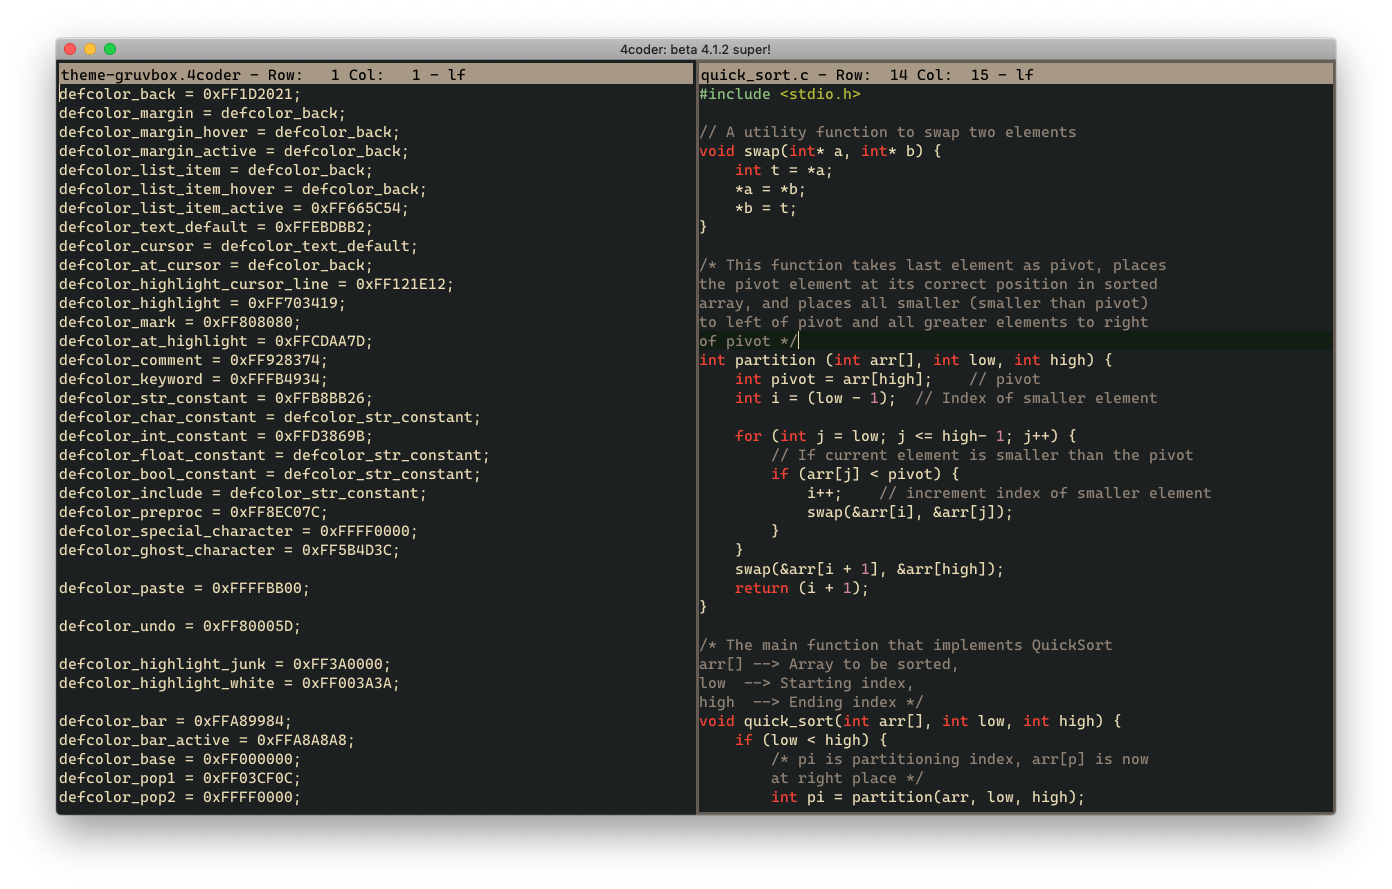 4coder: beta 4.1.2 super!
theme-gruvbox.4coder - Row:   1 Col:   1 - lf
defcolor_back = 0xFF1D2021;
defcolor_margin = defcolor_back;
defcolor_margin_hover = defcolor_back;
defcolor_margin_active = defcolor_back;
defcolor_list_item = defcolor_back;
defcolor_list_item_hover = defcolor_back;
defcolor_list_item_active = 0xFF665C54;
defcolor_text_default = 0xFFEBDBB2;
defcolor_cursor = defcolor_text_default;
defcolor_at_cursor = defcolor_back;
defcolor_highlight_cursor_line = 0xFF121E12;
defcolor_highlight = 0xFF703419;
defcolor_mark = 0xFF808080;
defcolor_at_highlight = 0xFFCDAA7D;
defcolor_comment = 0xFF928374;
defcolor_keyword = 0xFFFB4934;
defcolor_str_constant = 0xFFB8BB26;
defcolor_char_constant = defcolor_str_constant;
defcolor_int_constant = 0xFFD3869B;
defcolor_float_constant = defcolor_str_constant;
defcolor_bool_constant = defcolor_str_constant;
defcolor_include = defcolor_str_constant;
defcolor_preproc = 0xFF8EC07C;
defcolor_special_character = 0xFFFF0000;
defcolor_ghost_character = 0xFF5B4D3C;
defcolor_paste = 0xFFFFBB00;
defcolor_undo = 0xFF80005D;
defcolor_highlight_junk = 0xFF3A0000;
defcolor_highlight_white = 0xFF003A3A;
defcolor_bar = 0xFFA89984;
defcolor_bar_active = 0xFFA8A8A8;
defcolor_base = 0xFF000000;
defcolor_pop1 = 0xFF03CF0C;
defcolor_pop2 = 0xFFFF0000;
quick_sort.c - Row:  14 Col:  15 - lf
#include <stdio.h>
// A utility function to swap two elements
void swap(int* a, int* b) {
    int t = *a;
    *a = *b;
    *b = t;
}
/* This function takes last element as pivot, places
the pivot element at its correct position in sorted
array, and places all smaller (smaller than pivot)
to left of pivot and all greater elements to right
of pivot */
int partition (int arr[], int low, int high) {
    int pivot = arr[high];    // pivot
    int i = (low - 1);  // Index of smaller element
    for (int j = low; j <= high- 1; j++) {
        // If current element is smaller than the pivot
        if (arr[j] < pivot) {
            i++;    // increment index of smaller element
            swap(&arr[i], &arr[j]);
        }
    }
    swap(&arr[i + 1], &arr[high]);
    return (i + 1);
}
/* The main function that implements QuickSort
arr[] --> Array to be sorted,
low  --> Starting index,
high  --> Ending index */
void quick_sort(int arr[], int low, int high) {
    if (low < high) {
        /* pi is partitioning index, arr[p] is now
        at right place */
        int pi = partition(arr, low, high);